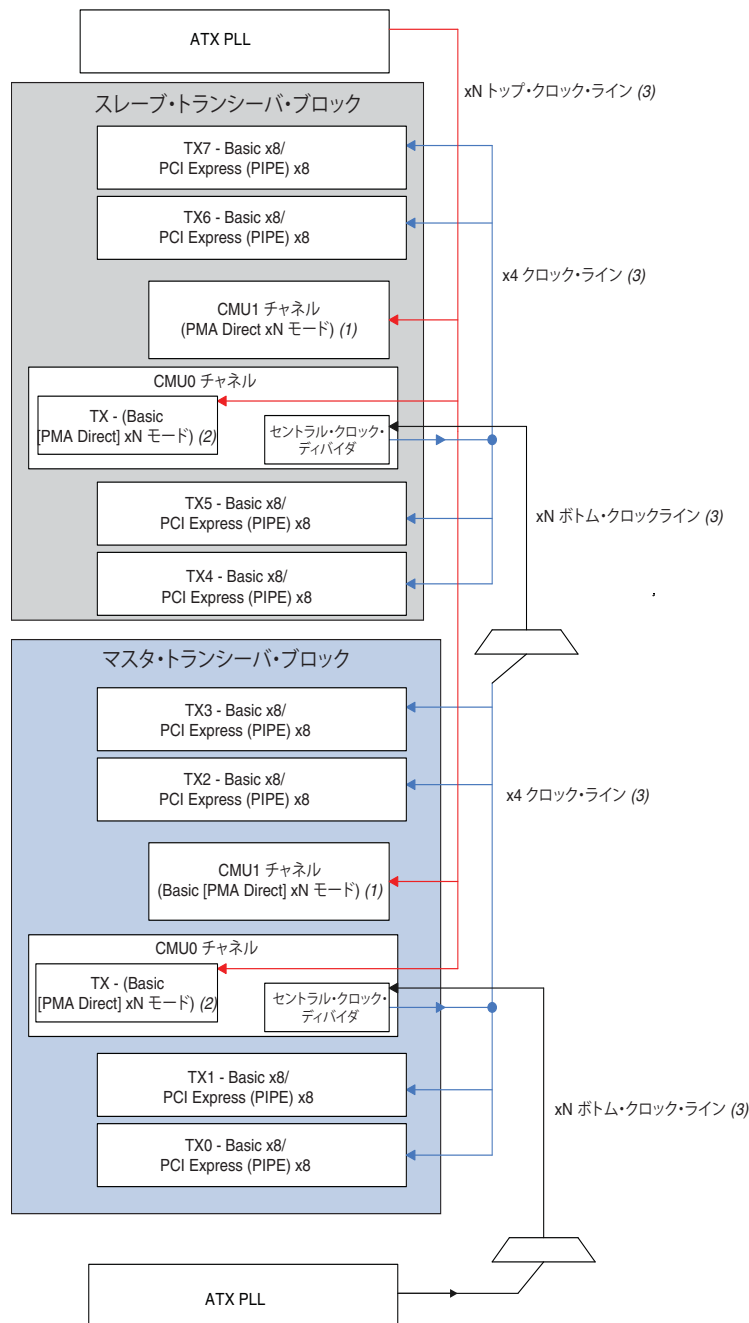 ATX PLL
xN トップ・クロック・ライン (3)
スレーブ・トランシーバ・ブロック
TX7 - Basic x8/
PCI Express (PIPE) x8
TX6 - Basic x8/
PCI Express (PIPE) x8
x4 クロック・ライン (3)
CMU1 チャネル
(PMA Direct xN モード) (1)
CMU0 チャネル
TX - (Basic
[PMA Direct] xN モード) (2)
セントラル・クロック・
ディバイダ
TX5 - Basic x8/
PCI Express (PIPE) x8
xN ボトム・クロックライン (3)
TX4 - Basic x8/
PCI Express (PIPE) x8
マスタ・トランシーバ・ブロック
TX3 - Basic x8/
PCI Express (PIPE) x8
TX2 - Basic x8/
PCI Express (PIPE) x8
x4 クロック・ライン (3)
CMU1 チャネル
(Basic [PMA Direct] xN モード) (1)
CMU0 チャネル
TX - (Basic
[PMA Direct] xN モード) (2)
セントラル・クロック・
ディバイダ
TX1 - Basic x8/
PCI Express (PIPE) x8
xN ボトム・クロック・ライン (3)
TX0 - Basic x8/
PCI Express (PIPE) x8
ATX PLL